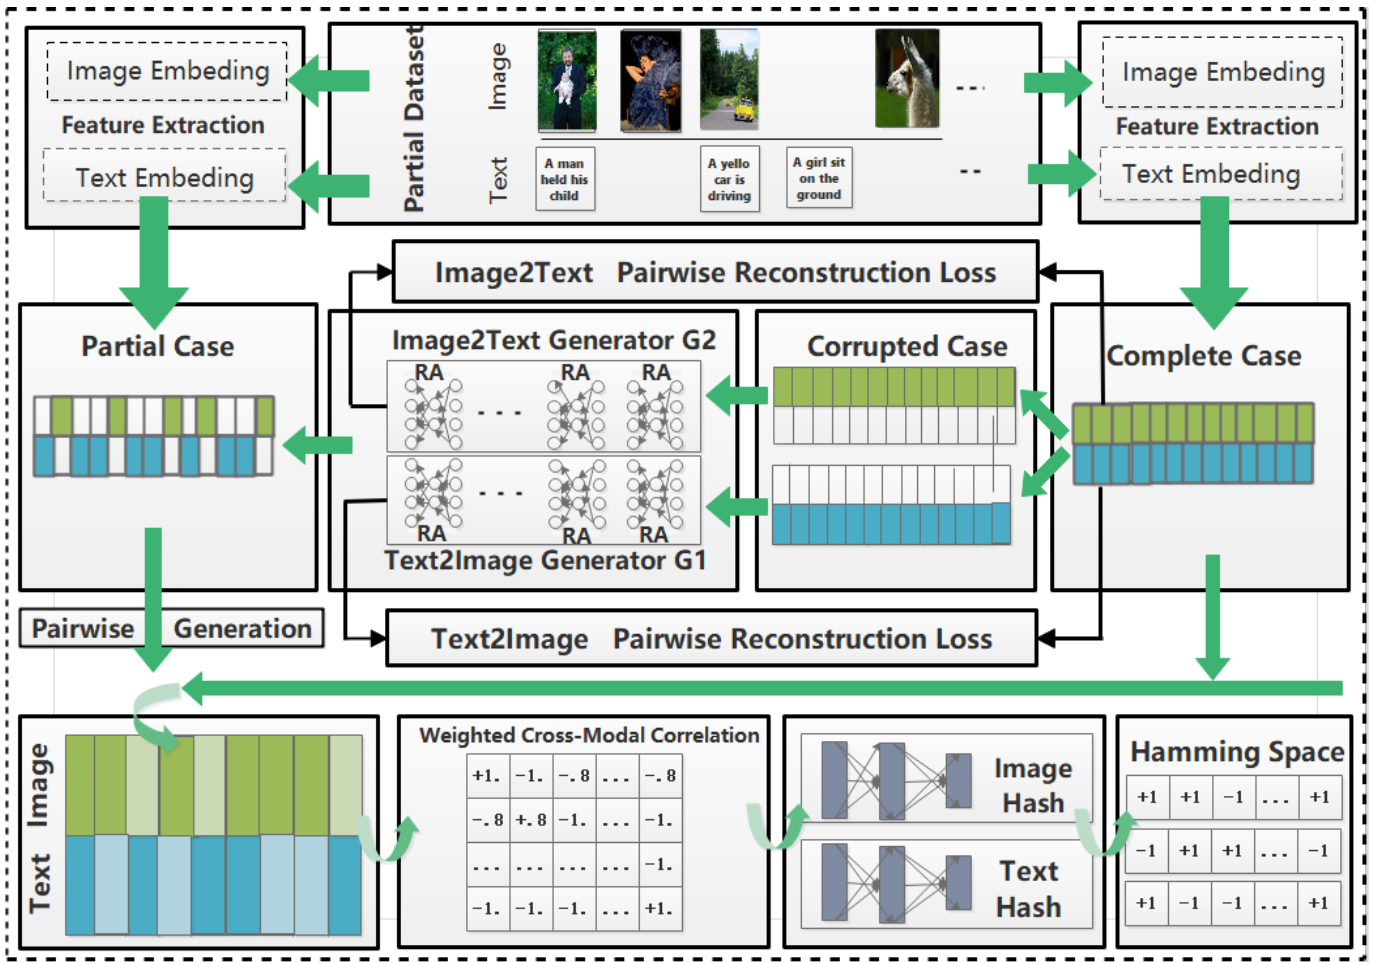 Image Embeding
Feature Extraction
Text Embeding
Partial Dataset
Image
Text
A man
held his
child
A yello
car is
driving
A girl sit
on the
ground
Image Embeding
Feature Extraction
Text Embeding
Image2Text Pairwise Reconstruction Loss
Partial Case
Image2Text Generator G2
RA RA RA
RA RA RA
Text2Image Generator G1
Corrupted Case
Complete Case
Pairwise Generation
Text2Image Pairwise Reconstruction Loss
Image
Text
Weighted Cross-Modal Correlation
+1. -1. -.8 ... -.8
-.8 +.8 -1. ... -1.
... ... ... ... -1.
-1. -1. -1. ... +1.
Image
Hash
Text
Hash
Hamming Space
+1 +1 -1 ... +1
-1 +1 +1 ... -1
+1 -1 -1 ... +1